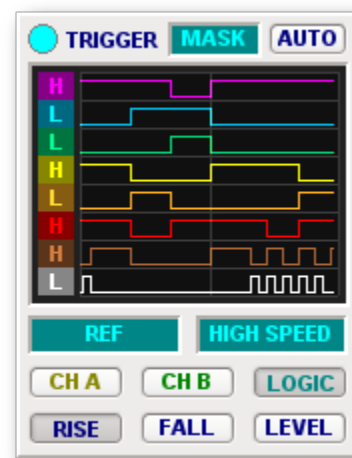 TRIGGER MASK AUTO
H
L
L
H
L
H
H
L
REF HIGH SPEED
CH A CH B LOGIC
RISE FALL LEVEL